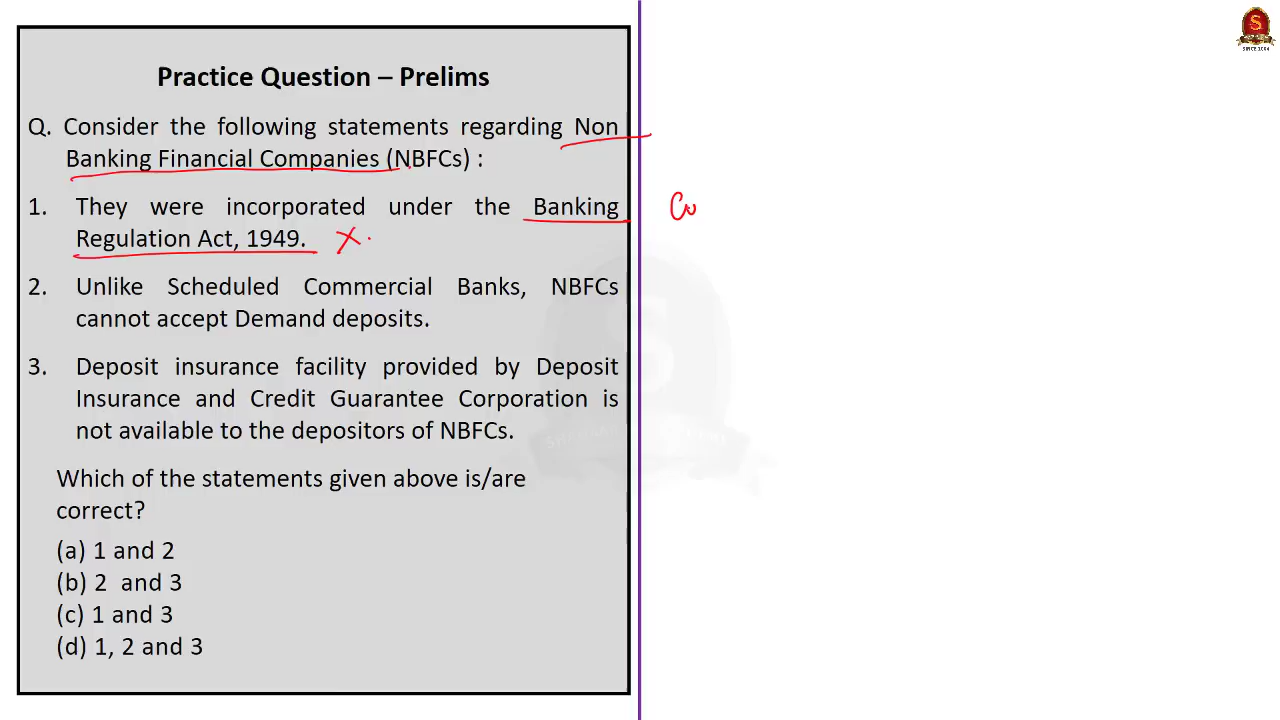 Practice Question – Prelims
Q. Consider the following statements regarding Non
Banking Financial Companies (NBFCs) :
1. They were incorporated under the Banking
Regulation Act, 1949.
2. Unlike Scheduled Commercial Banks, NBFCs
cannot accept Demand deposits.
3. Deposit insurance facility provided by Deposit
Insurance and Credit Guarantee Corporation is
not available to the depositors of NBFCs.
Which of the statements given above is/are
correct?
(a) 1 and 2
(b) 2 and 3
(c) 1 and 3
(d) 1, 2 and 3
S
SINCE 2004